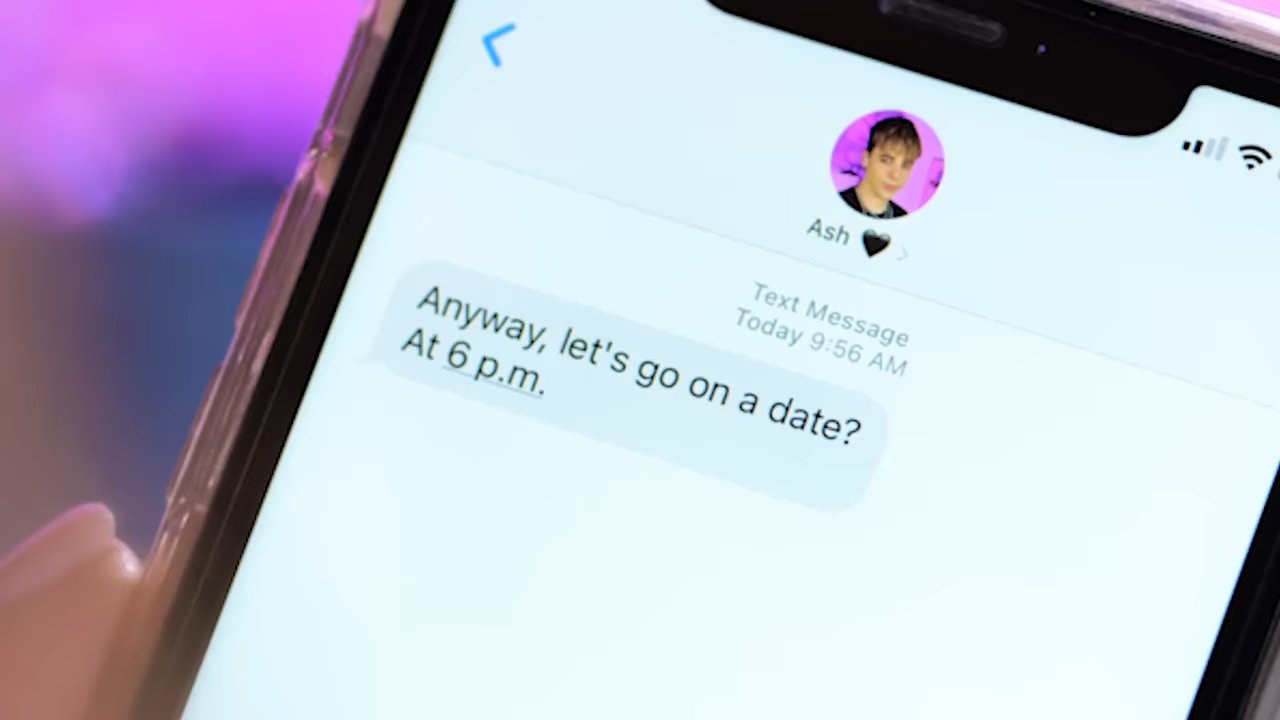 Ash 🖤
Text Message
Today 9:56 AM
Anyway, let's go on a date?
At 6 p.m.